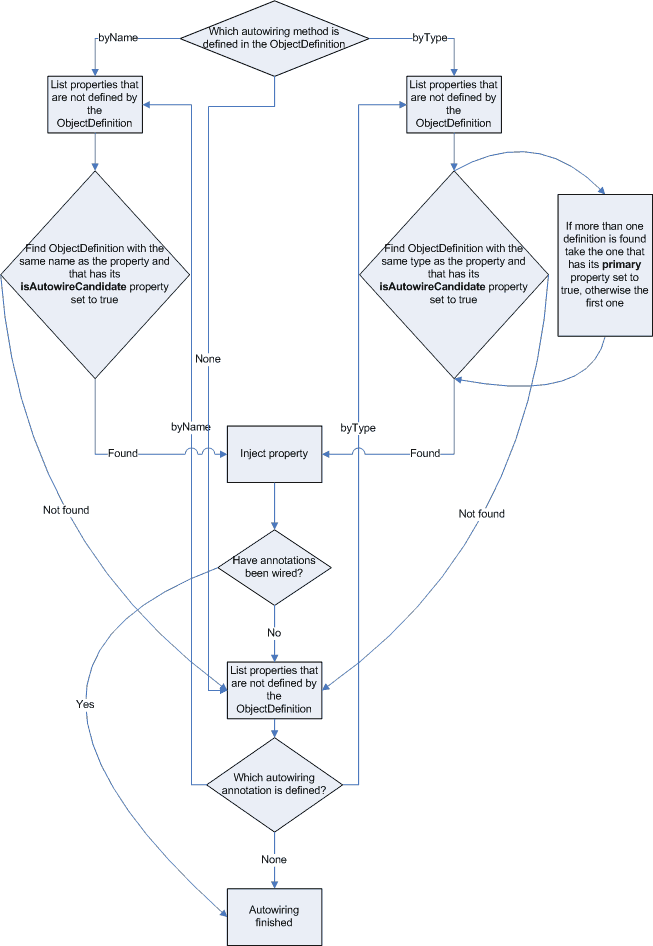 Which autowiring method is
defined in the ObjectDefinition
byName
byType
List properties that
are not defined by
the
ObjectDefinition
List properties that
are not defined by
the
ObjectDefinition
Find ObjectDefinition with the
same name as the property and
that has its
isAutowireCandidate property
set to true
Find ObjectDefinition with the
same type as the property and
that has its
isAutowireCandidate property
set to true
If more than one
definition is found
take the one that
has its primary
property set to
true, otherwise the
first one
None
byName
byType
Found
Inject property
Found
Not found
Not found
Have annotations
been wired?
No
List properties that
are not defined by
the
ObjectDefinition
Yes
Which autowiring
annotation is defined?
None
Autowiring
finished